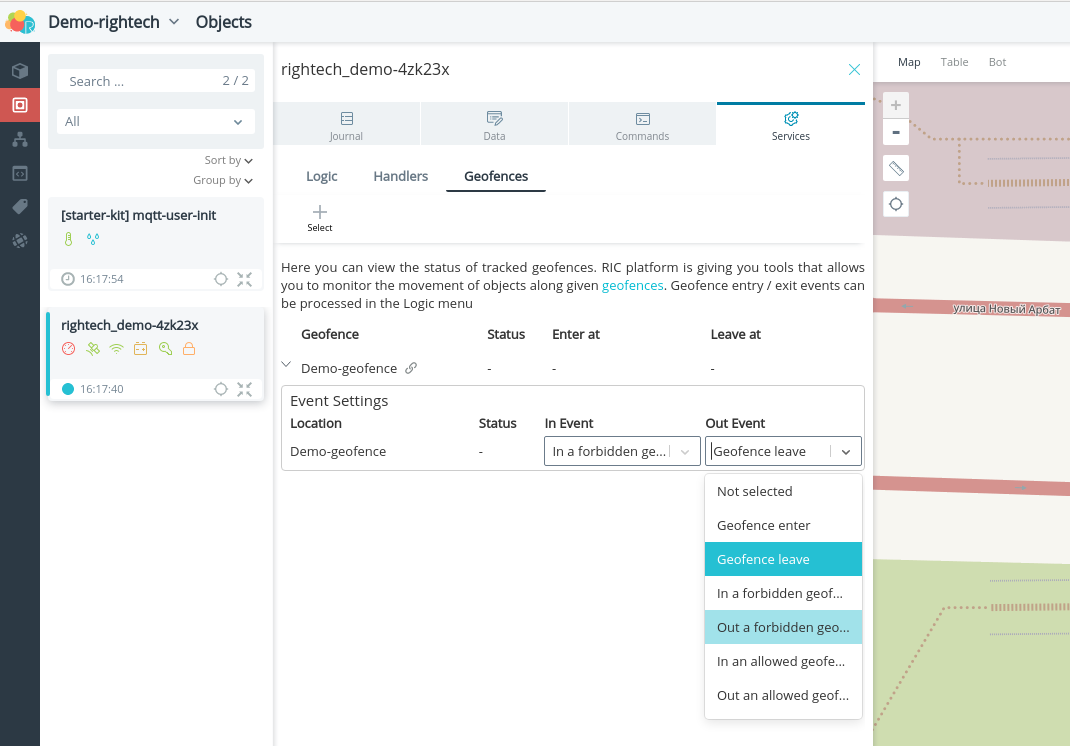 Demo-rightech Objects
Search ... 2 / 2
All
Sort by
Group by
[starter-kit] mqtt-user-init
16:17:54
rightech_demo-4zk23x
16:17:40
rightech_demo-4zk23x
Journal Data Commands Services
Logic Handlers Geofences
Select
Here you can view the status of tracked geofences. RIC platform is giving you tools that allows
you to monitor the movement of objects along given geofences. Geofence entry / exit events can
be processed in the Logic menu
Geofence Status Enter at Leave at
Demo-geofence - - -
Event Settings
Location Status In Event Out Event
Demo-geofence - In a forbidden ge... Geofence leave
Not selected
Geofence enter
Geofence leave
In a forbidden geof...
Out a forbidden geo...
In an allowed geofe...
Out an allowed geof...
Map Table Bot
улица Новый Арбат